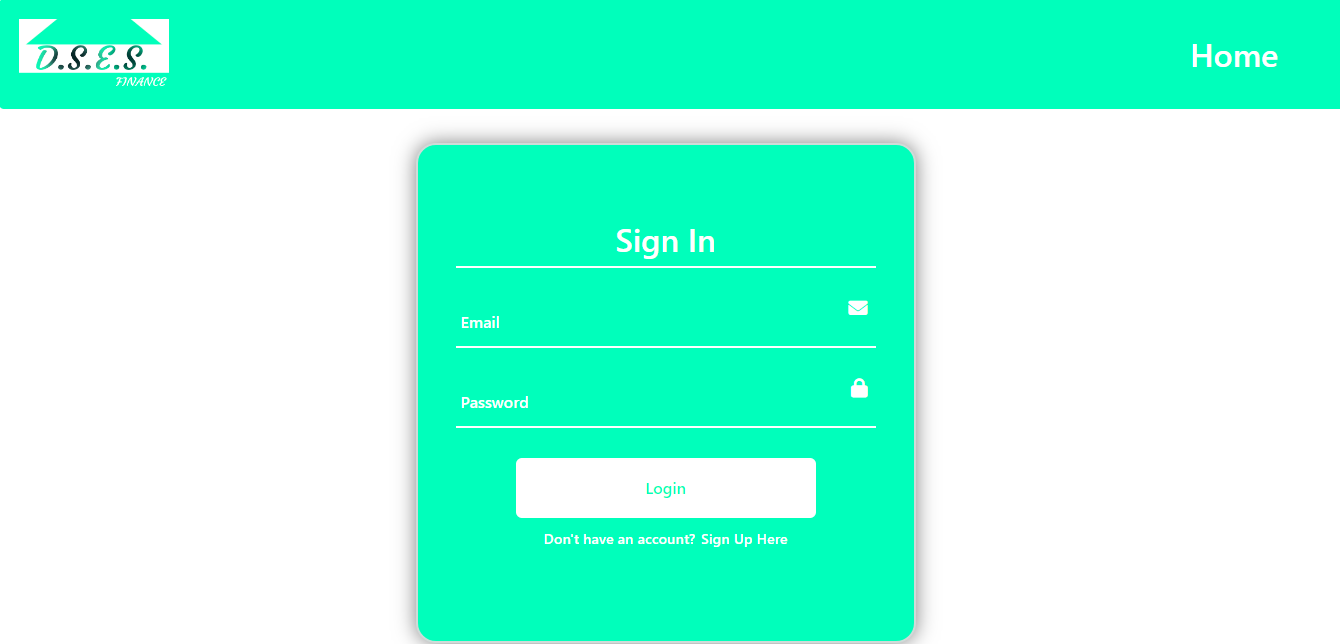 D.S.E.S.
FINANCE
Home
Sign In
Email
Password
Login
Don't have an account? Sign Up Here